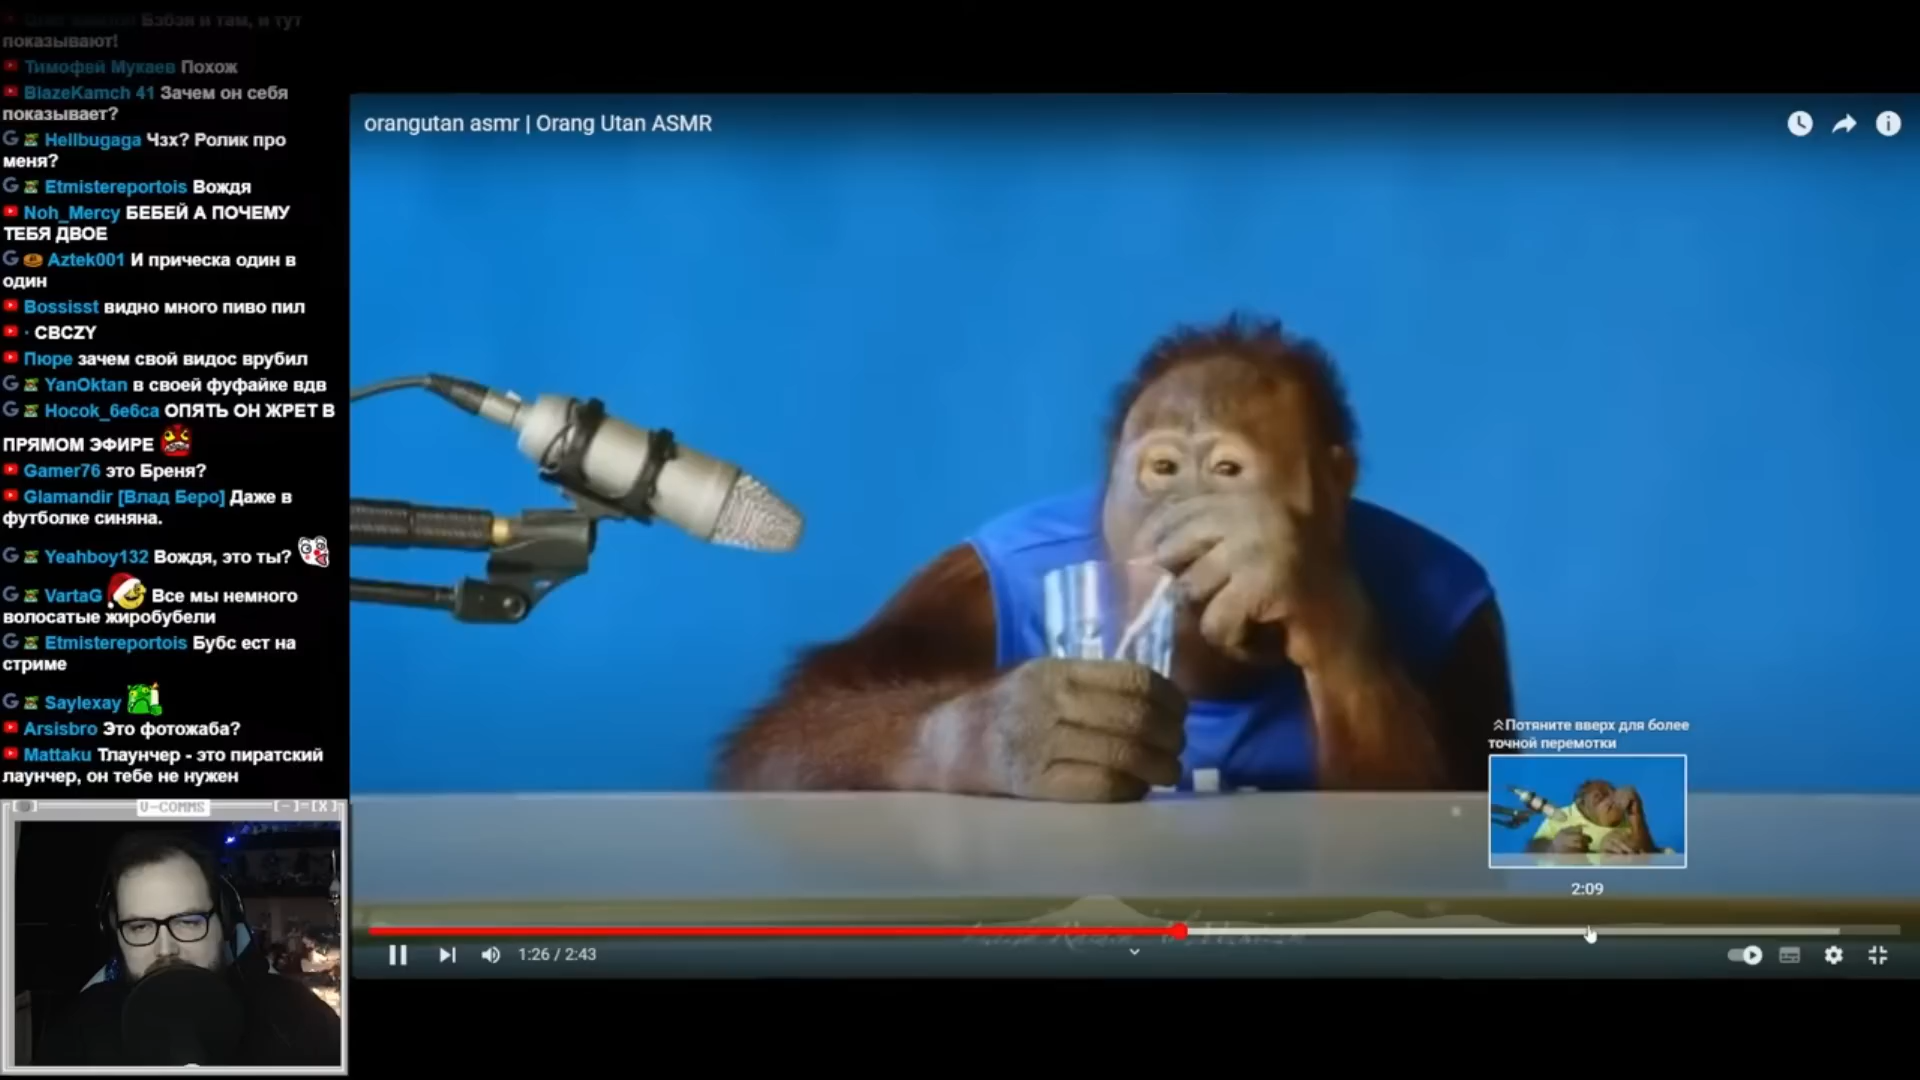 Бэбэя и там, и тут
показывают!
Тимофей Мукаев Похож
BlazeKamch 41 Зачем он себя
показывает?
Hellbugaga Чзх? Ролик про
меня?
Etmistereportois Вождя
Noh_Mercy БЕБЕЙ А ПОЧЕМУ
ТЕБЯ ДВОЕ
Aztek001 И прическа один в
один
Bossisst видно много пиво пил
· CBCZY
Пюре зачем свой видос врубил
YanOktan в своей фуфайке вдв
Hocok_6e6ca ОПЯТЬ ОН ЖРЕТ В
ПРЯМОМ ЭФИРЕ
Gamer76 это Бреня?
Glamandir [Влад Беро] Даже в
футболке синяна.
Yeahboy132 Вождя, это ты?
VartaG Все мы немного
волосатые жиробубели
Etmistereportois Бубс ест на
стриме
Saylexay
Arsisbro Это фотожаба?
Mattaku Тлаунчер - это пиратский
лаунчер, он тебе не нужен
U-COMMS
[-]=[X]
orangutan asmr | Orang Utan ASMR
Потяните вверх для более
точной перемотки
2:09
1:26 / 2:43